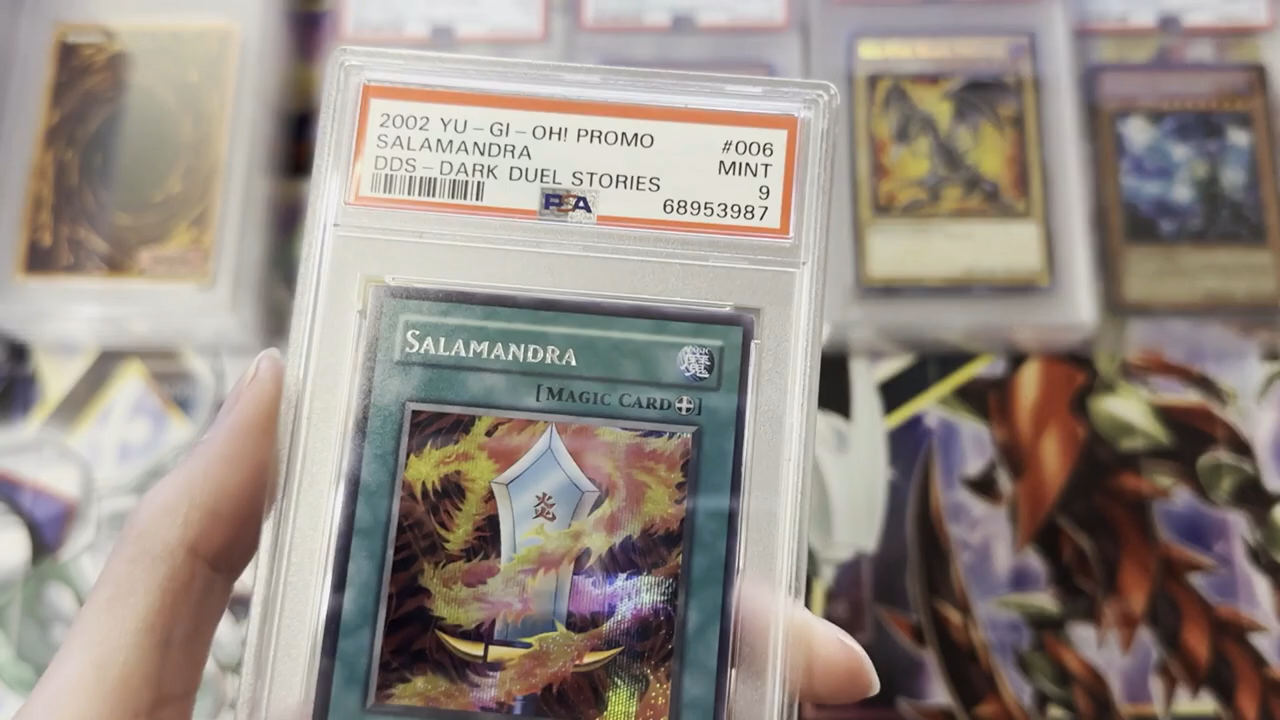 2002 YU-GI-OH! PROMO #006
SALAMANDRA MINT
DDS-DARK DUEL STORIES 9
PSA 68953987
SALAMANDRA
魔
[MAGIC CARD]
炎